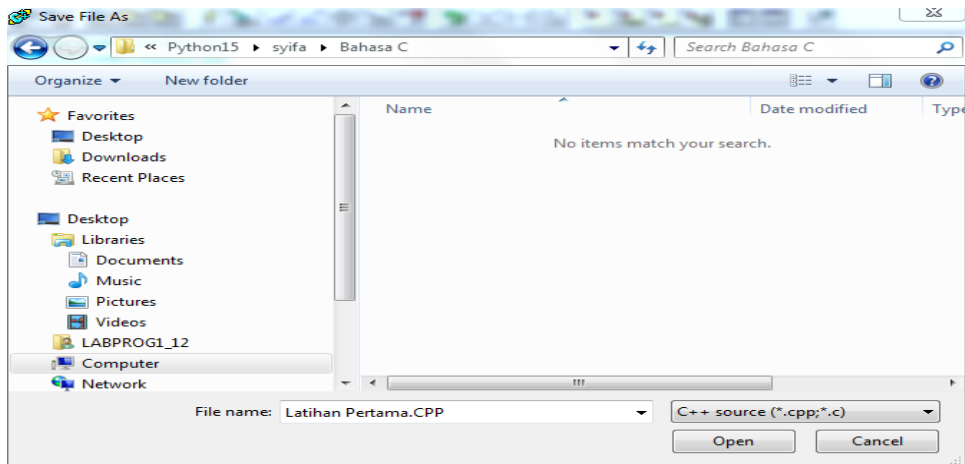 Save File As
« Python15 ▸ syifa ▸ Bahasa C
Search Bahasa C
Organize
New folder
Name
Date modified
Type
No items match your search.
Favorites
Desktop
Downloads
Recent Places
Desktop
Libraries
Documents
Music
Pictures
Videos
LABPROG1_12
Computer
Network
File name: Latihan Pertama.CPP
C++ source (*.cpp;*.c)
Open
Cancel